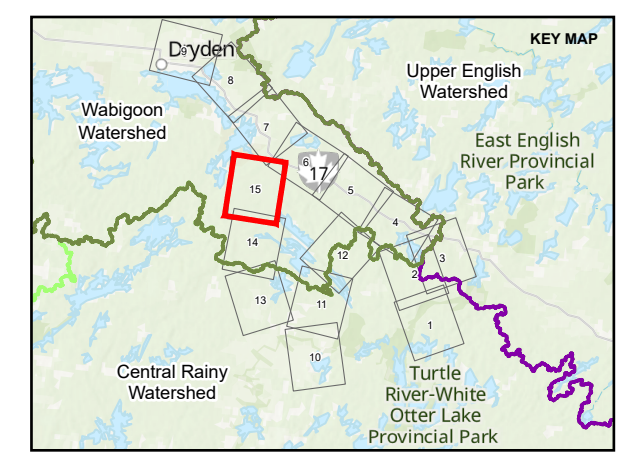 KEY MAP
Dryden
9
8
Upper English
Watershed
Wabigoon
Watershed
7
East English
River Provincial
Park
6
17
15
5
4
14
12
3
2
13
11
1
10
Central Rainy
Watershed
Turtle
River-White
Otter Lake
Provincial Park